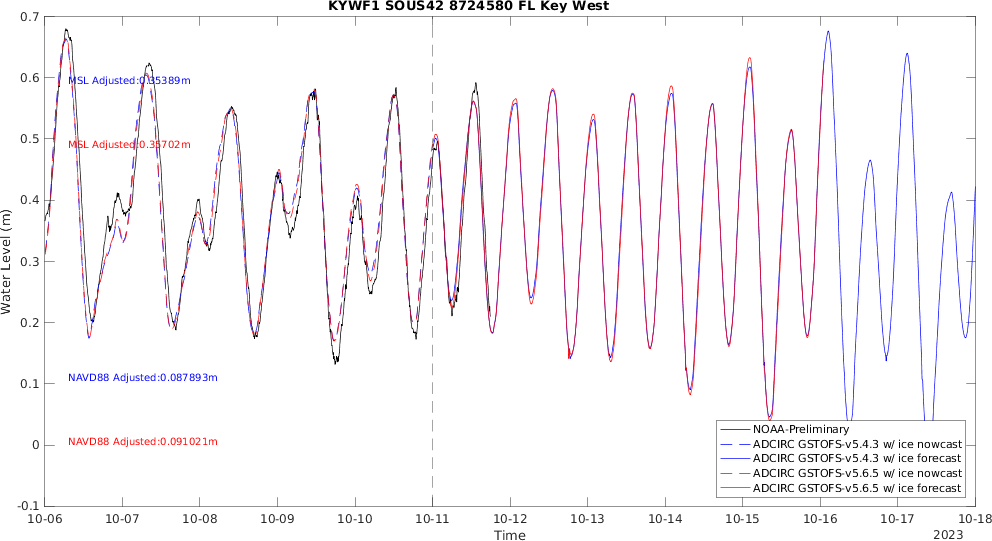 KYWF1 SOUS42 8724580 FL Key West
0.7
0.6
0.5
0.4
0.3
0.2
0.1
0
-0.1
Water Level (m)
MSL Adjusted:0.35389m
MSL Adjusted:0.35702m
NAVD88 Adjusted:0.087893m
NAVD88 Adjusted:0.091021m
NOAA-Preliminary
ADCIRC GSTOFS-v5.4.3 w/ ice nowcast
ADCIRC GSTOFS-v5.4.3 w/ ice forecast
ADCIRC GSTOFS-v5.6.5 w/ ice nowcast
ADCIRC GSTOFS-v5.6.5 w/ ice forecast
10-06 10-07 10-08 10-09 10-10 10-11 10-12 10-13 10-14 10-15 10-16 10-17 10-18
Time
2023